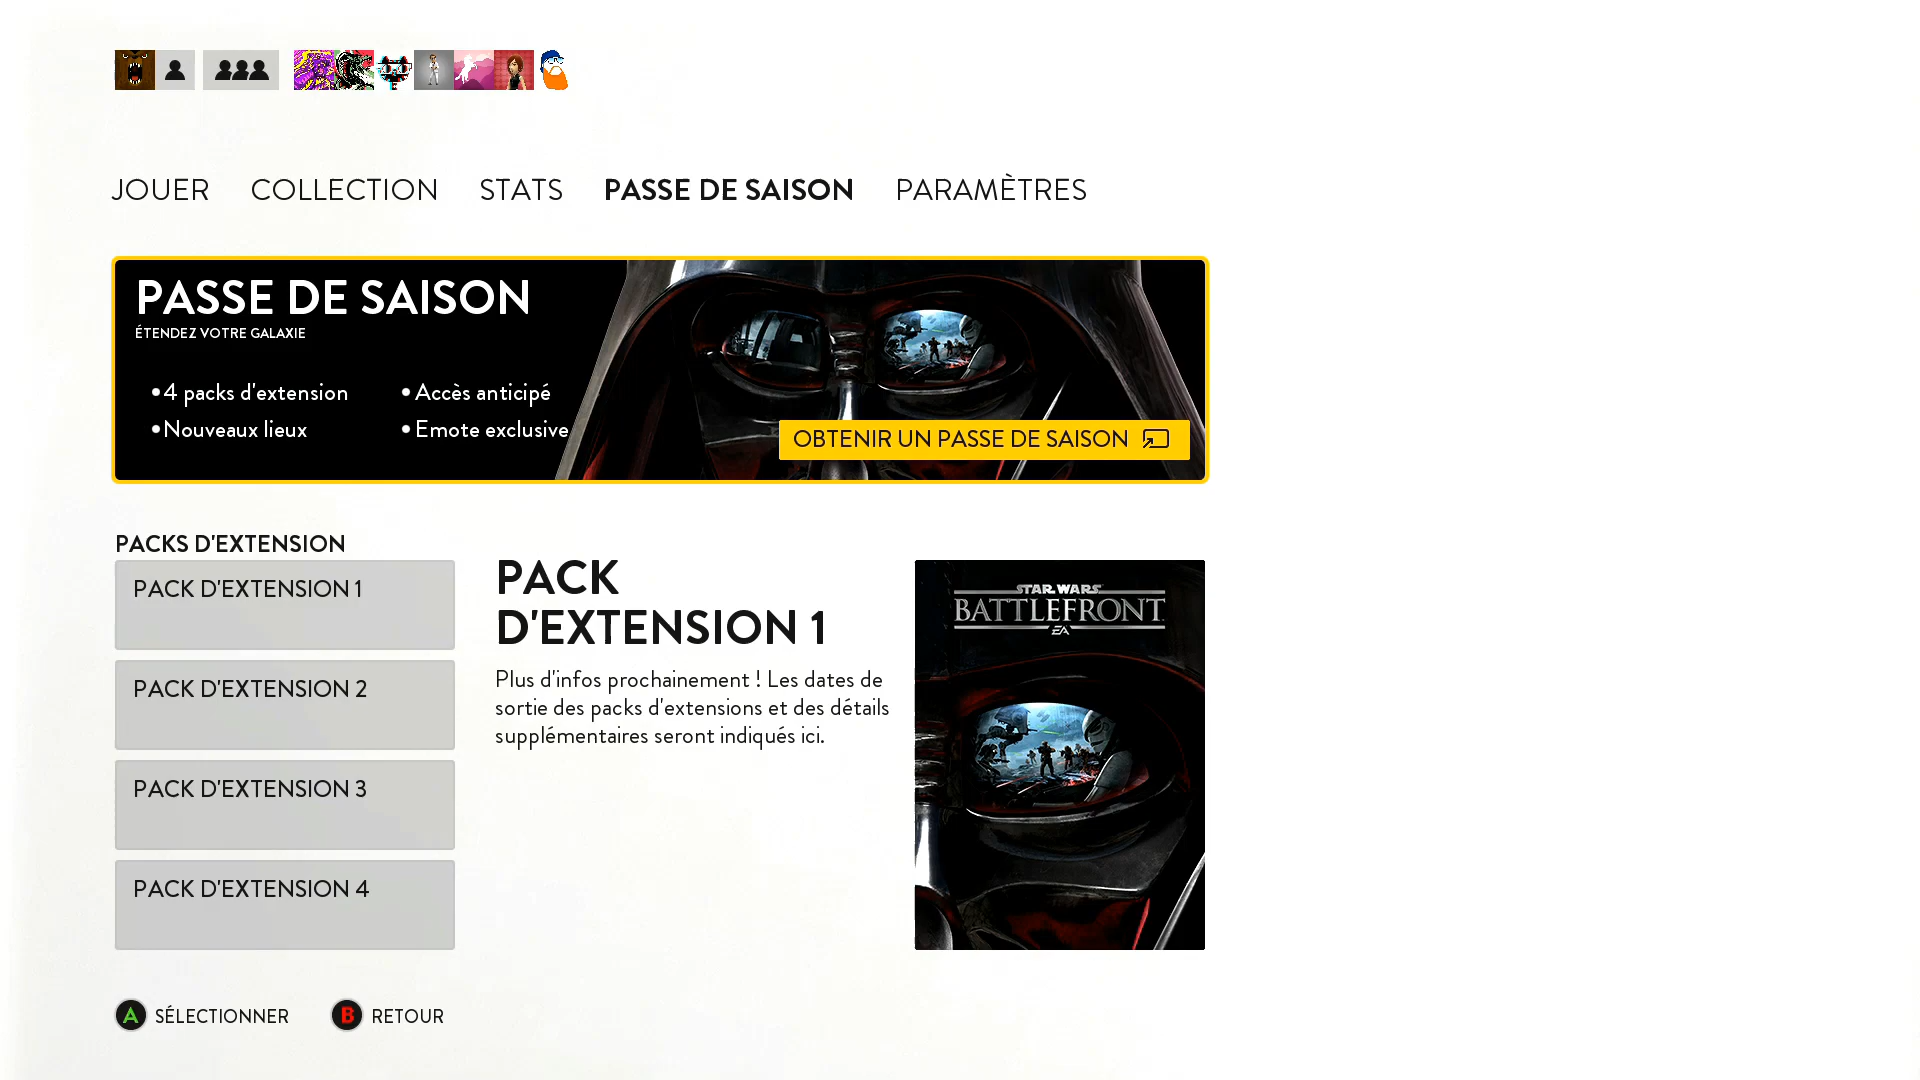 JOUER COLLECTION STATS PASSE DE SAISON PARAMÈTRES
PASSE DE SAISON
ÉTENDEZ VOTRE GALAXIE
•4 packs d'extension
• Accès anticipé
•Nouveaux lieux
• Emote exclusive
OBTENIR UN PASSE DE SAISON
PACKS D'EXTENSION
PACK D'EXTENSION 1
PACK D'EXTENSION 2
PACK D'EXTENSION 3
PACK D'EXTENSION 4
PACK
D'EXTENSION 1
Plus d'infos prochainement ! Les dates de
sortie des packs d'extensions et des détails
supplémentaires seront indiqués ici.
STAR WARS
BATTLEFRONT
EA
A SÉLECTIONNER B RETOUR